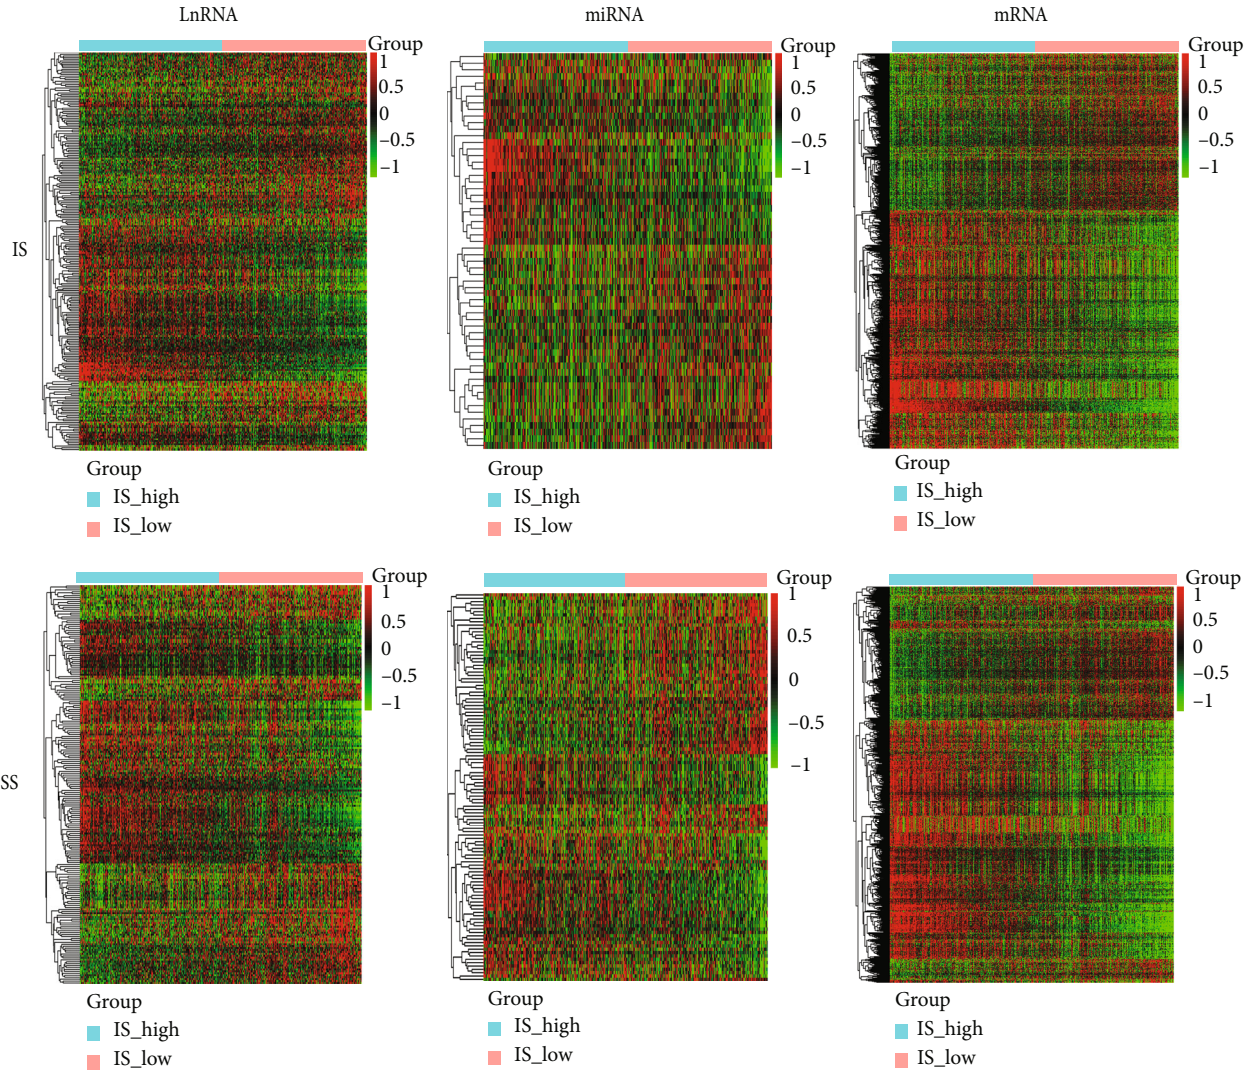 LnRNA
miRNA
mRNA
IS
Group
1
0.5
0
−0.5
−1
Group
IS_high
IS_low
Group
1
0.5
0
−0.5
−1
Group
IS_high
IS_low
Group
1
0.5
0
−0.5
−1
Group
IS_high
IS_low
SS
Group
1
0.5
0
−0.5
−1
Group
IS_high
IS_low
Group
1
0.5
0
−0.5
−1
Group
IS_high
IS_low
Group
1
0.5
0
−0.5
−1
Group
IS_high
IS_low